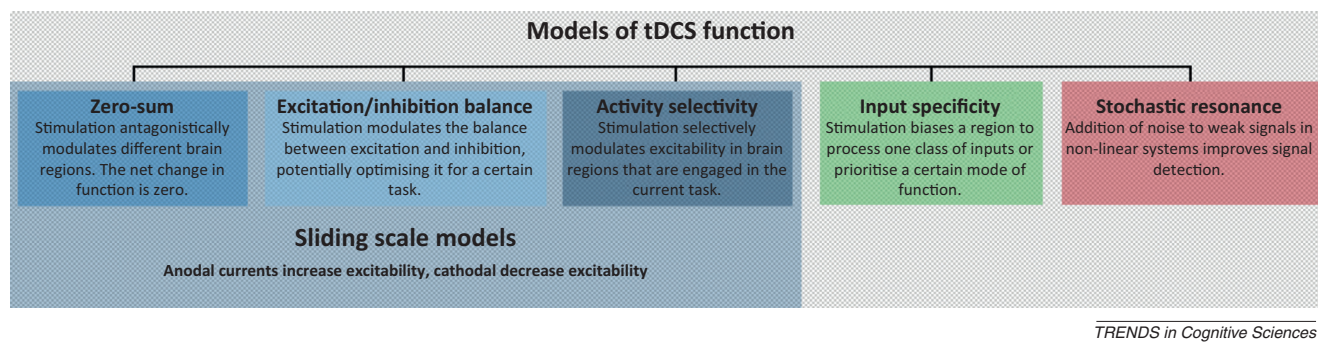 Models of tDCS function
Zero-sum
Stimulation antagonistically
modulates different brain
regions. The net change in
function is zero.
Excitation/inhibition balance
Stimulation modulates the balance
between excitation and inhibition,
potentially optimising it for a certain
task.
Activity selectivity
Stimulation selectively
modulates excitability in brain
regions that are engaged in the
current task.
Input specificity
Stimulation biases a region to
process one class of inputs or
prioritise a certain mode of
function.
Stochastic resonance
Addition of noise to weak signals in
non-linear systems improves signal
detection.
Sliding scale models
Anodal currents increase excitability, cathodal decrease excitability
TRENDS in Cognitive Sciences